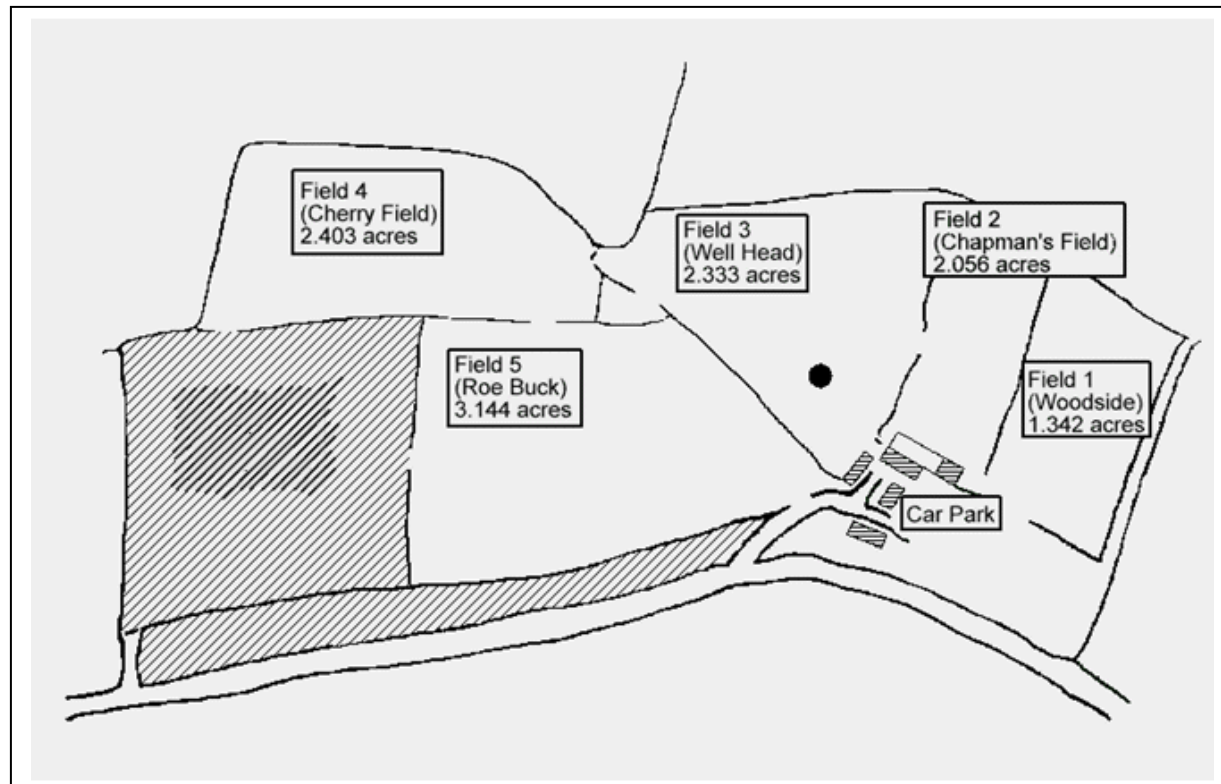 Field 4
(Cherry Field)
2.403 acres
Field 3
(Well Head)
2.333 acres
Field 2
(Chapman's Field)
2.056 acres
Field 5
(Roe Buck)
3.144 acres
Field 1
(Woodside)
1.342 acres
Car Park